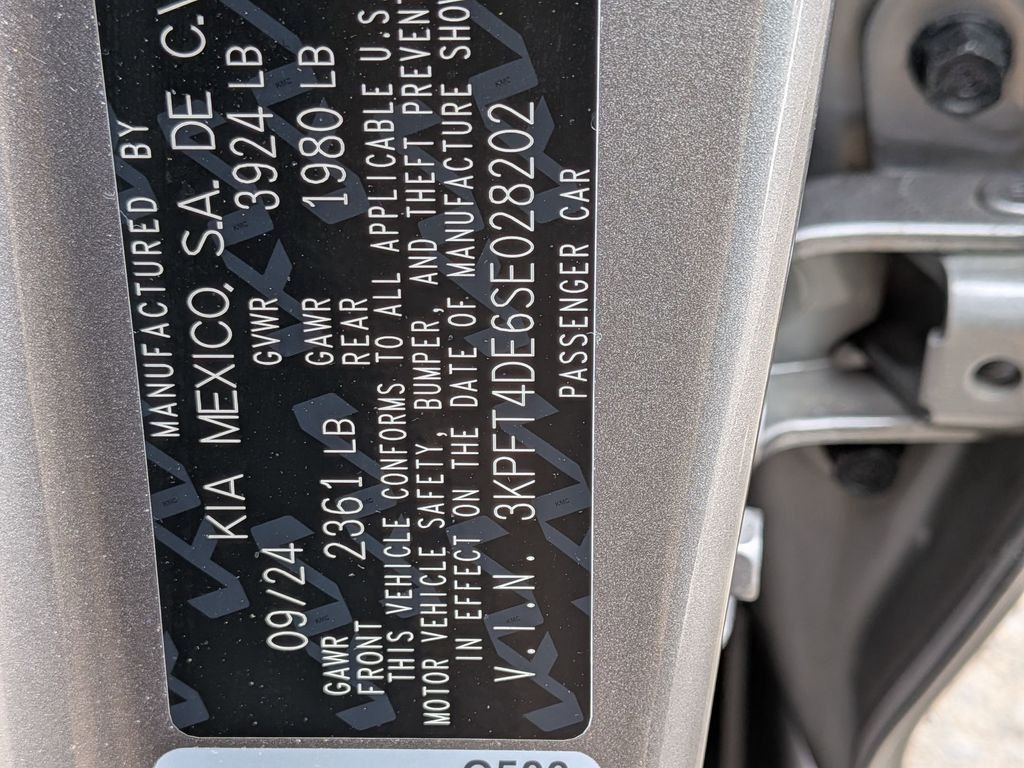 MANUFACTURED BY
KIA MEXICO, S.A. DE C.V
09/24 GWVR 3924 LB
GAWR FRONT 2361 LB GAWR REAR 1980 LB
THIS VEHICLE CONFORMS TO ALL APPLICABLE U.S.
MOTOR VEHICLE SAFETY, BUMPER, AND THEFT PREVENT
IN EFFECT ON THE DATE OF MANUFACTURE SHOW
V.I.N. 3KPFT4DE6SE028202
PASSENGER CAR